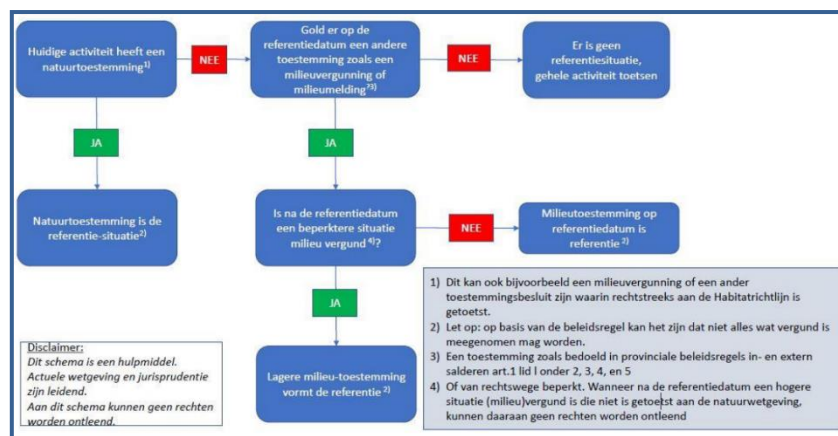 Huidige activiteit heeft een
natuurtoestemming1)
NEE
Gold er op de
referentiedatum een andere
toestemming zoals een
milieuvergunning of
milieumelding?3)
NEE
Er is geen
referentiesituatie,
gehele activiteit toetsen
JA
JA
Natuurtoestemming is de
referentie-situatie2)
Is na de referentiedatum
een beperktere situatie
milieu vergund 4)?
NEE
Milieutoestemming op
referentiedatum is
referentie 2)
JA
Lagere milieu-toestemming
vormt de referentie 2)
Disclaimer:
Dit schema is een hulpmiddel.
Actuele wetgeving en jurisprudentie
zijn leidend.
Aan dit schema kunnen geen rechten
worden ontleend.
1) Dit kan ook bijvoorbeeld een milieuvergunning of een ander
toestemmingsbesluit zijn waarin rechtstreeks aan de Habitatrichtlijn is
getoetst.
2) Let op: op basis van de beleidsregel kan het zijn dat niet alles wat vergund is
meegenomen mag worden.
3) Een toestemming zoals bedoeld in provinciale beleidsregels in- en extern
salderen art.1 lid l onder 2, 3, 4, en 5
4) Of van rechtswege beperkt. Wanneer na de referentiedatum een hogere
situatie (milieu)vergund is die niet is getoetst aan de natuurwetgeving,
kunnen daaraan geen rechten worden ontleend